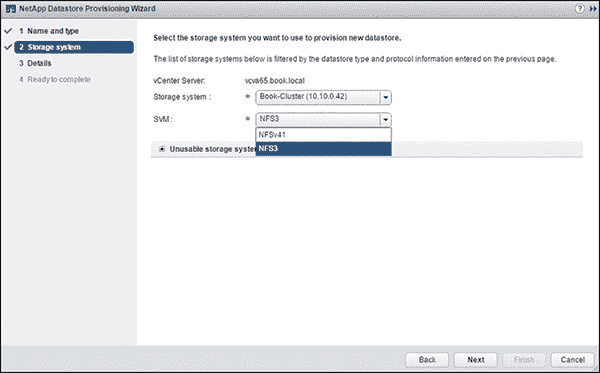 NetApp Datastore Provisioning Wizard
1 Name and type
2 Storage system
3 Details
4 Ready to complete
Select the storage system you want to use to provision new datastore.
The list of storage systems below is filtered by the datastore type and protocol information entered on the previous page.
vCenter Server: vcva65.book.local
Storage system : * Book-Cluster (10.10.0.42)
SVM: * NFS3
NFSv41
NFS3
Unusable storage system
Back Next Finish Cancel